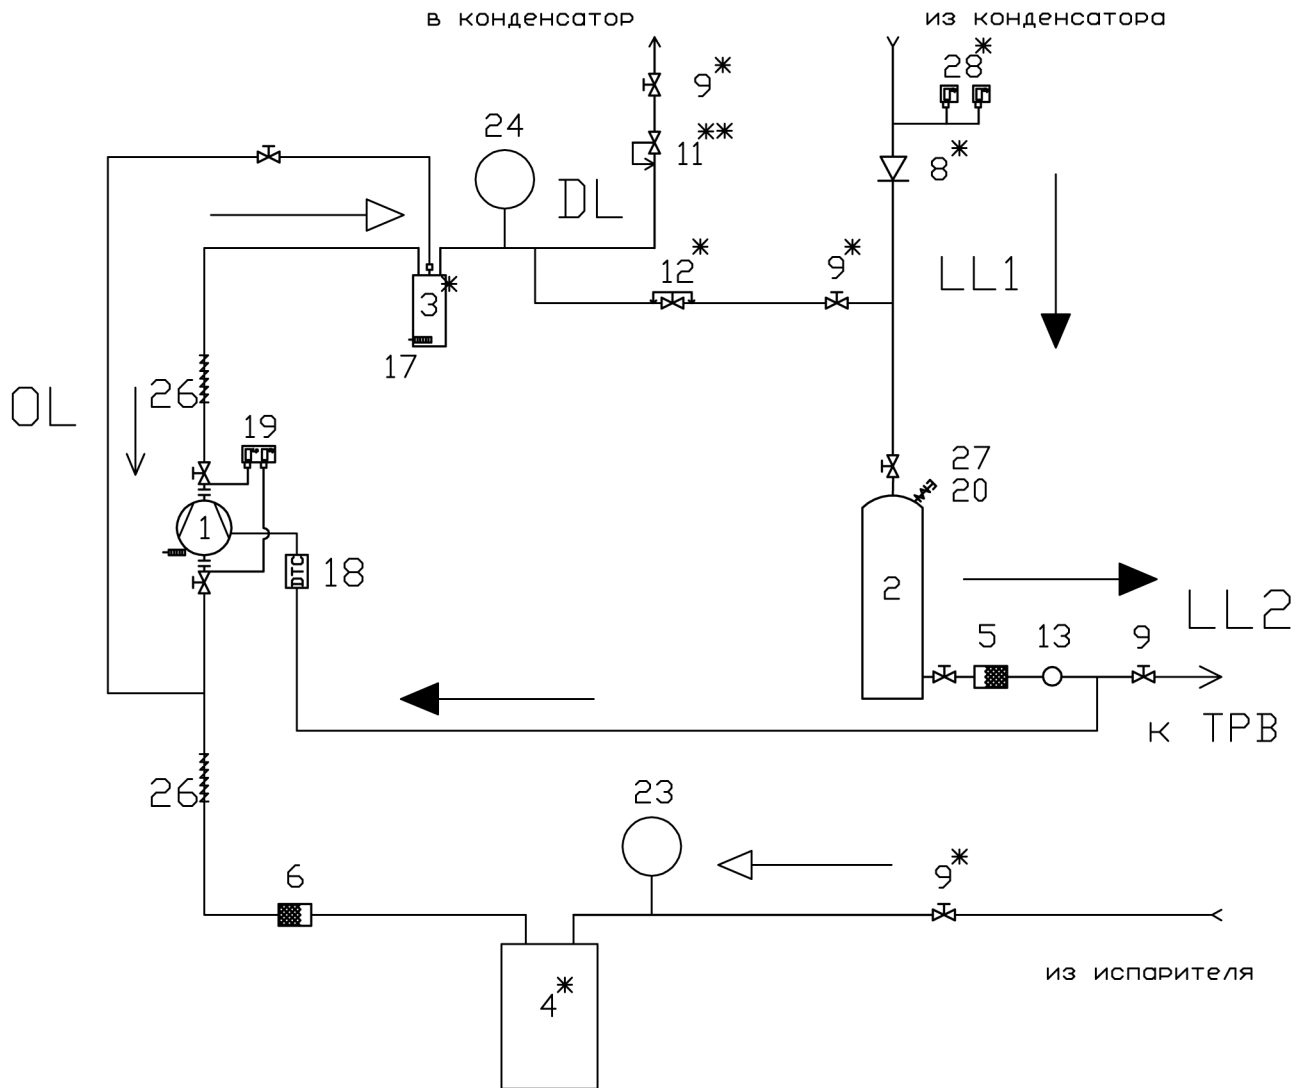 в конденсатор
из конденсатора
28*
9*
24
11**
8*
DL
12*
9*
LL1
3*
17
26
OL
19
27
20
1
DTC
18
2
LL2
5
13
9
к ТРВ
26
23
6
9*
из испарителя
4*